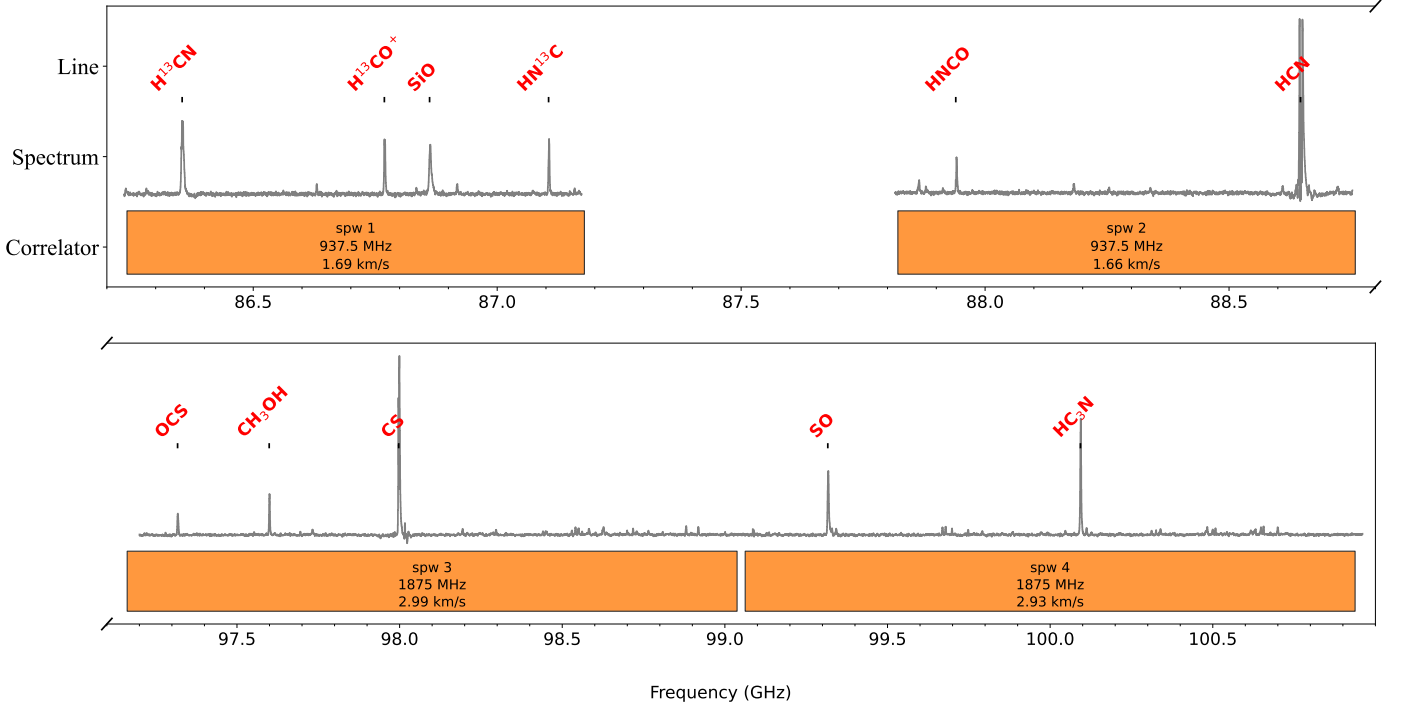 Line
H¹³CN
H¹³CO⁺
SiO
HN¹³C
HNCO
HCN
Spectrum
Correlator
spw 1
937.5 MHz
1.69 km/s
spw 2
937.5 MHz
1.66 km/s
86.5 87.0 87.5 88.0 88.5
OCS
CH₃OH
CS
SO
HC₃N
spw 3
1875 MHz
2.99 km/s
spw 4
1875 MHz
2.93 km/s
97.5 98.0 98.5 99.0 99.5 100.0 100.5
Frequency (GHz)